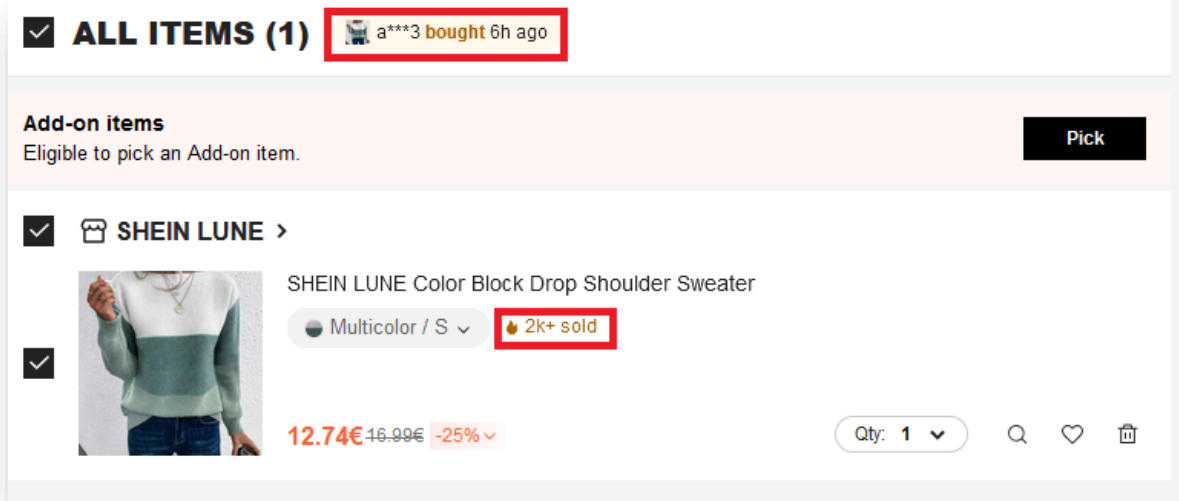 ALL ITEMS (1) a***3 bought 6h ago
Add-on items
Eligible to pick an Add-on item.
Pick
SHEIN LUNE >
SHEIN LUNE Color Block Drop Shoulder Sweater
Multicolor / S 2k+ sold
12.74€ 16.99€ -25% Qty: 1